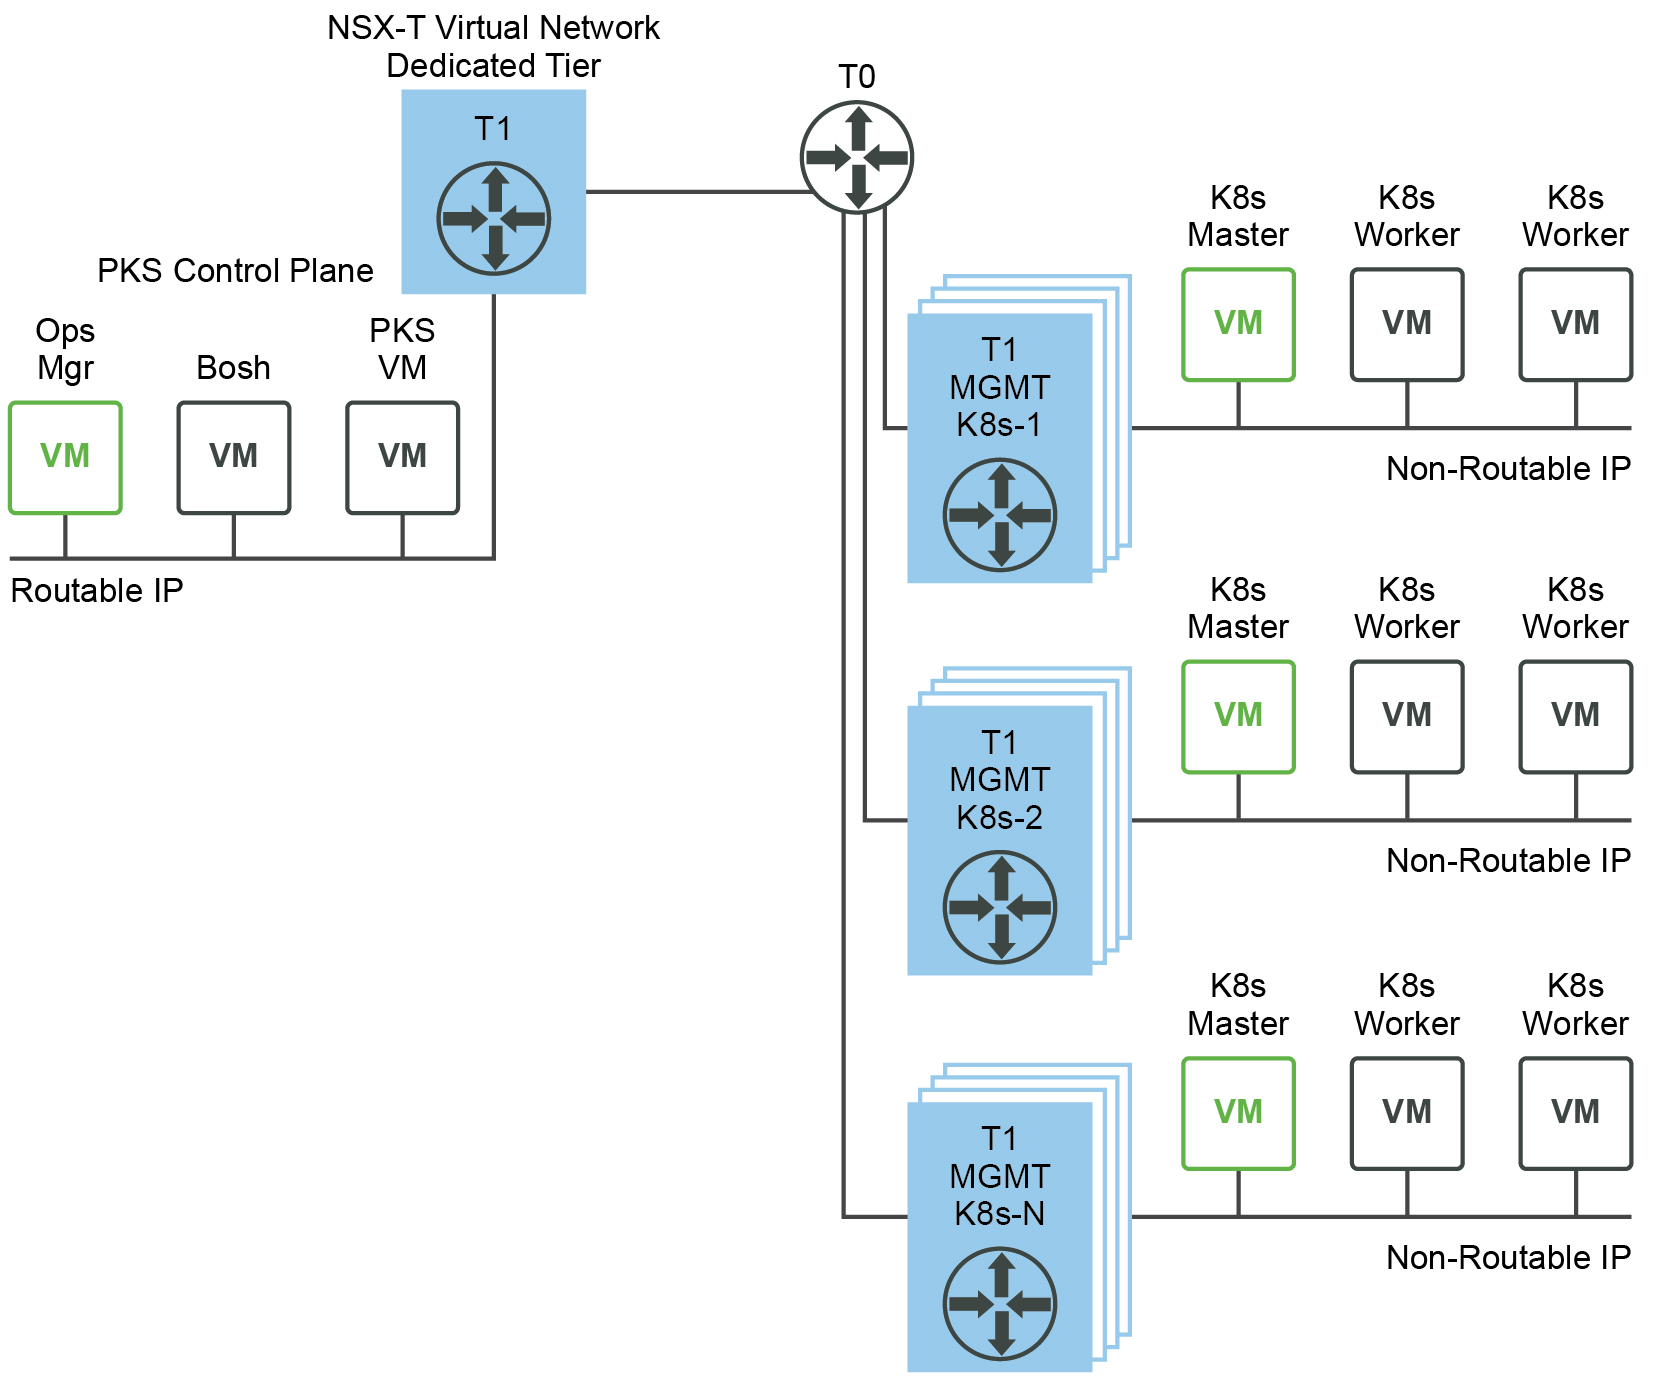 NSX-T Virtual Network
Dedicated Tier
T1
T0
PKS Control Plane
Ops
Mgr
Bosh
PKS
VM
VM
VM
VM
Routable IP
T1
MGMT
K8s-1
K8s
Master
K8s
Worker
K8s
Worker
VM
VM
VM
Non-Routable IP
T1
MGMT
K8s-2
K8s
Master
K8s
Worker
K8s
Worker
VM
VM
VM
Non-Routable IP
T1
MGMT
K8s-N
K8s
Master
K8s
Worker
K8s
Worker
VM
VM
VM
Non-Routable IP